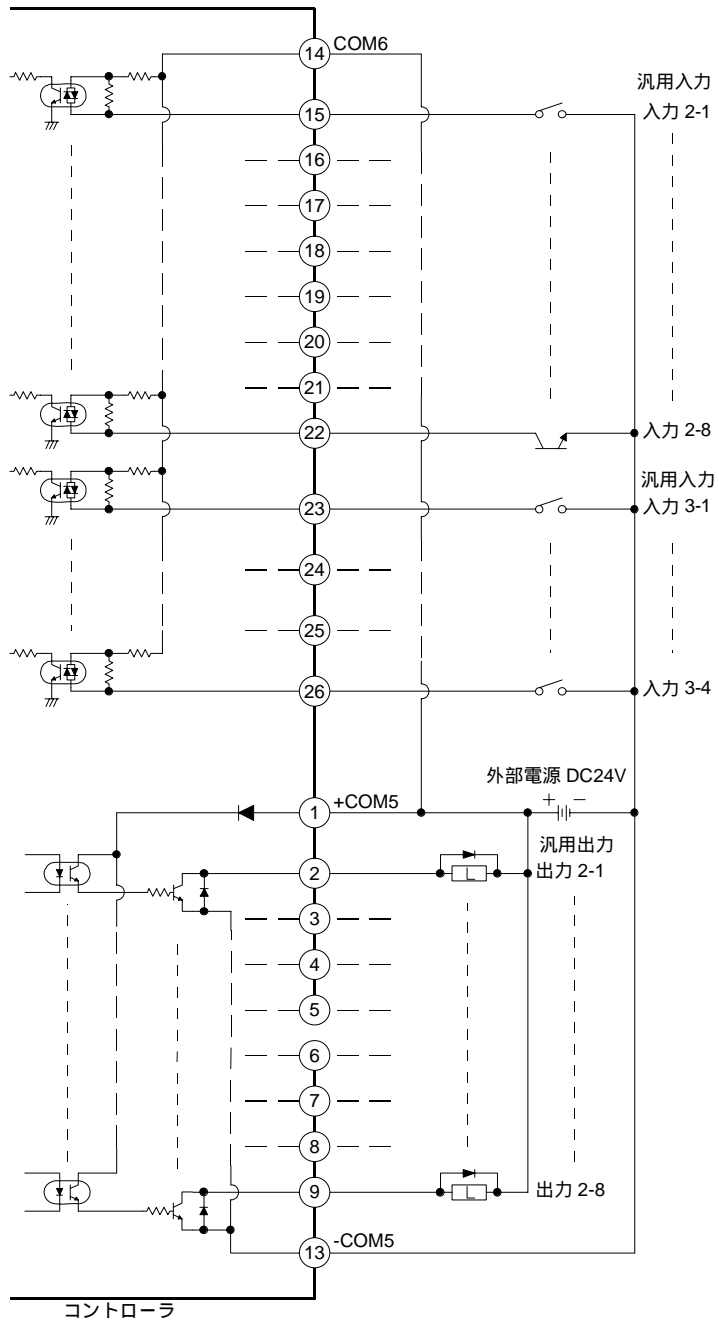 14 COM6
汎用入力
15 入力 2-1
16
17
18
19
20
21
22 入力 2-8
汎用入力
23 入力 3-1
24
25
26 入力 3-4
外部電源 DC24V
1 +COM5 + −
汎用出力
2 L 出力 2-1
3
4
5
6
7
8
9 L 出力 2-8
13 -COM5
コントローラ